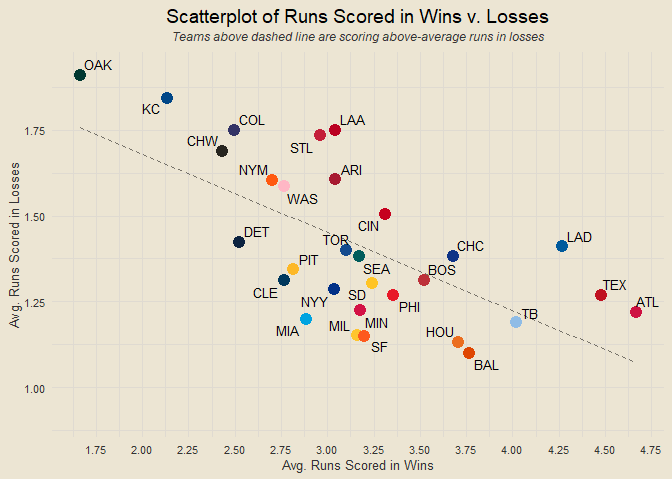 Scatterplot of Runs Scored in Wins v. Losses
Teams above dashed line are scoring above-average runs in losses
OAK
KC
COL
LAA
1.75
CHW
STL
NYM
ARI
WAS
1.50
CIN
DET
TOR
CHC
LAD
PIT
SEA
BOS
CLE
NYY
SD
PHI
TEX
ATL
1.25
MIA
MIL
MIN
HOU
TB
SF
BAL
1.00
Avg. Runs Scored in Losses
1.75 2.00 2.25 2.50 2.75 3.00 3.25 3.50 3.75 4.00 4.25 4.50 4.75
Avg. Runs Scored in Wins